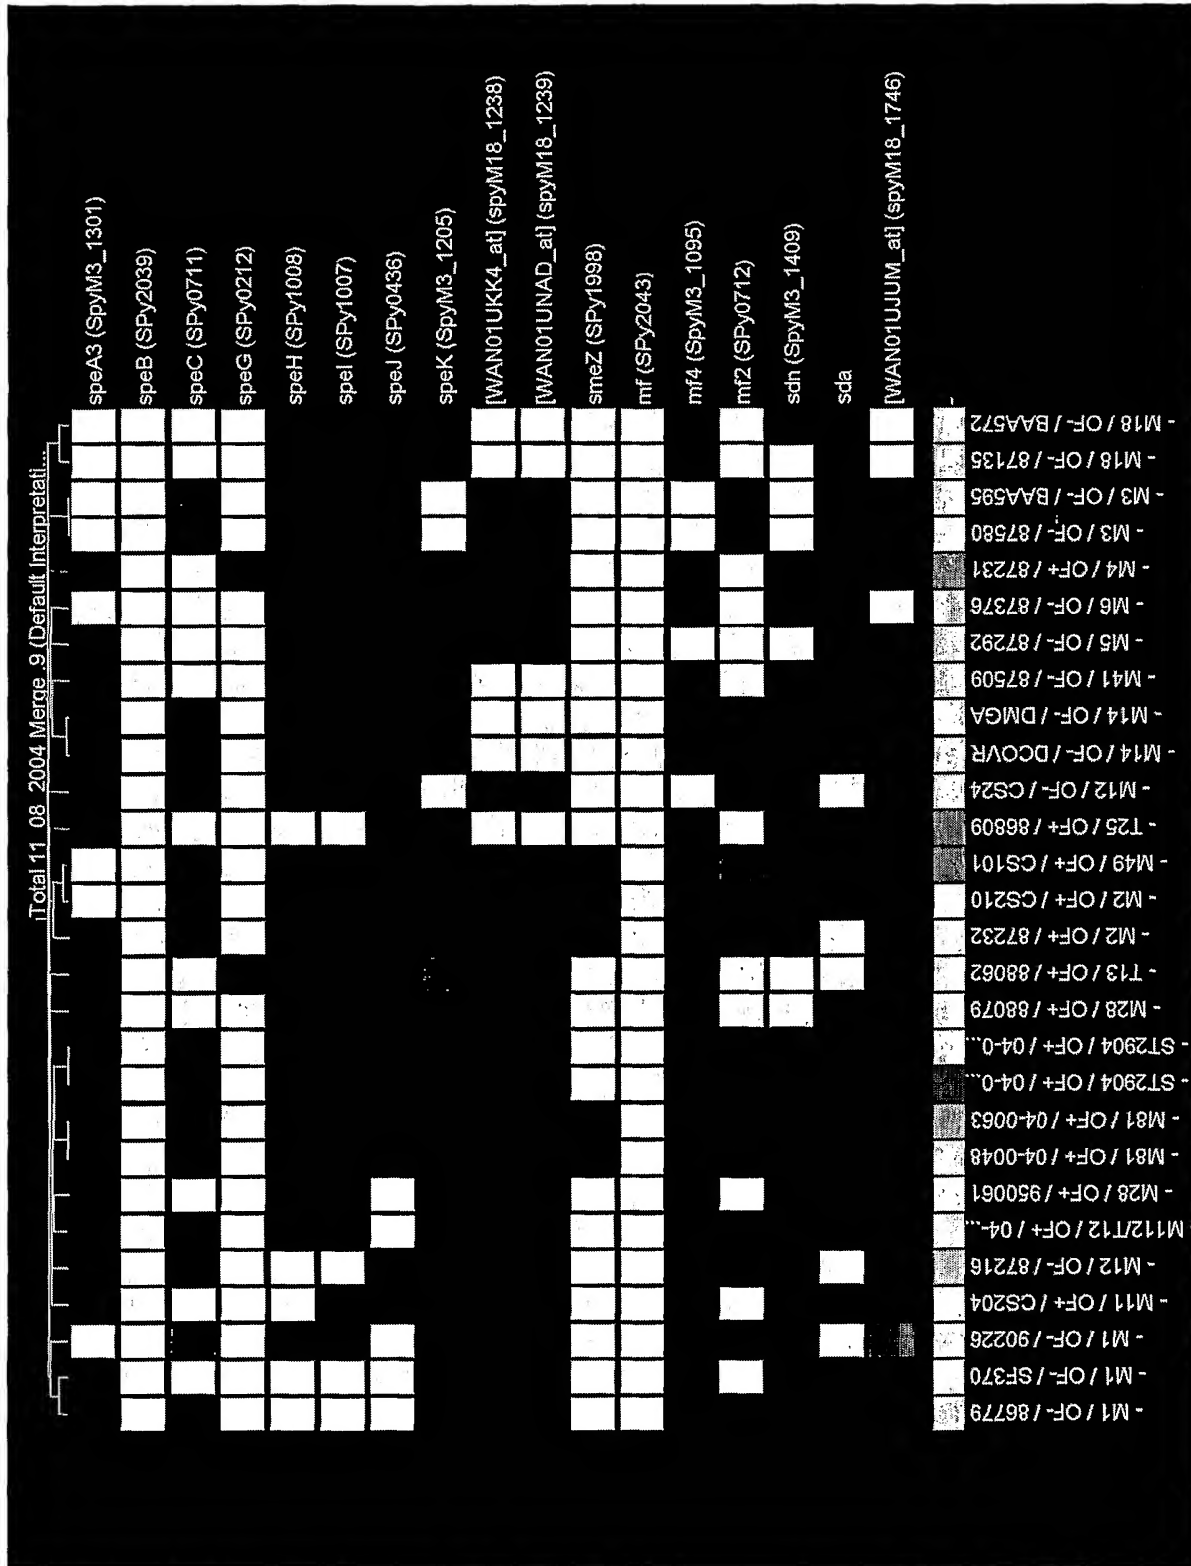 Total 11_08_2004 Merge .9 (Default Interpretati...
speA3 (SpyM3_1301)
speB (SPy2039)
speC (SPy0711)
speG (SPy0212)
speH (SPy1008)
speI (SPy1007)
speJ (SPy0436)
speK (SpyM3_1205)
[WAN01UKK4_at] (spyM18_1238)
[WAN01UNAD_at] (spyM18_1239)
smeZ (SPy1998)
mf (SPy2043)
mf4 (SpyM3_1095)
mf2 (SPy0712)
sdn (SpyM3_1409)
sda
[WAN01UJUM_at] (spyM18_1746)
- M18 / OF- / BAA572
- M18 / OF- / 87135
- M3 / OF- / BAA595
- M3 / OF- / 87580
- M4 / OF+ / 87231
- M6 / OF- / 87376
- M5 / OF- / 87292
- M41 / OF- / 87509
- M14 / OF- / DMGA
- M14 / OF- / DCOVR
- M12 / OF- / CS24
- T25 / OF+ / 86809
- M49 / OF+ / CS101
- M2 / OF+ / CS210
- M2 / OF+ / 87232
- T13 / OF+ / 88062
- M28 / OF+ / 88079
- ST2904 / OF+ / 04-0...
- ST2904 / OF+ / 04-0...
- M81 / OF+ / 04-0063
- M81 / OF+ / 04-0048
- M28 / OF+ / 950061
- M112/T12 / OF+ / 04-...
- M12 / OF- / 87216
- M11 / OF+ / CS204
- M1 / OF- / 90226
- M1 / OF- / SF370
- M1 / OF- / 86779